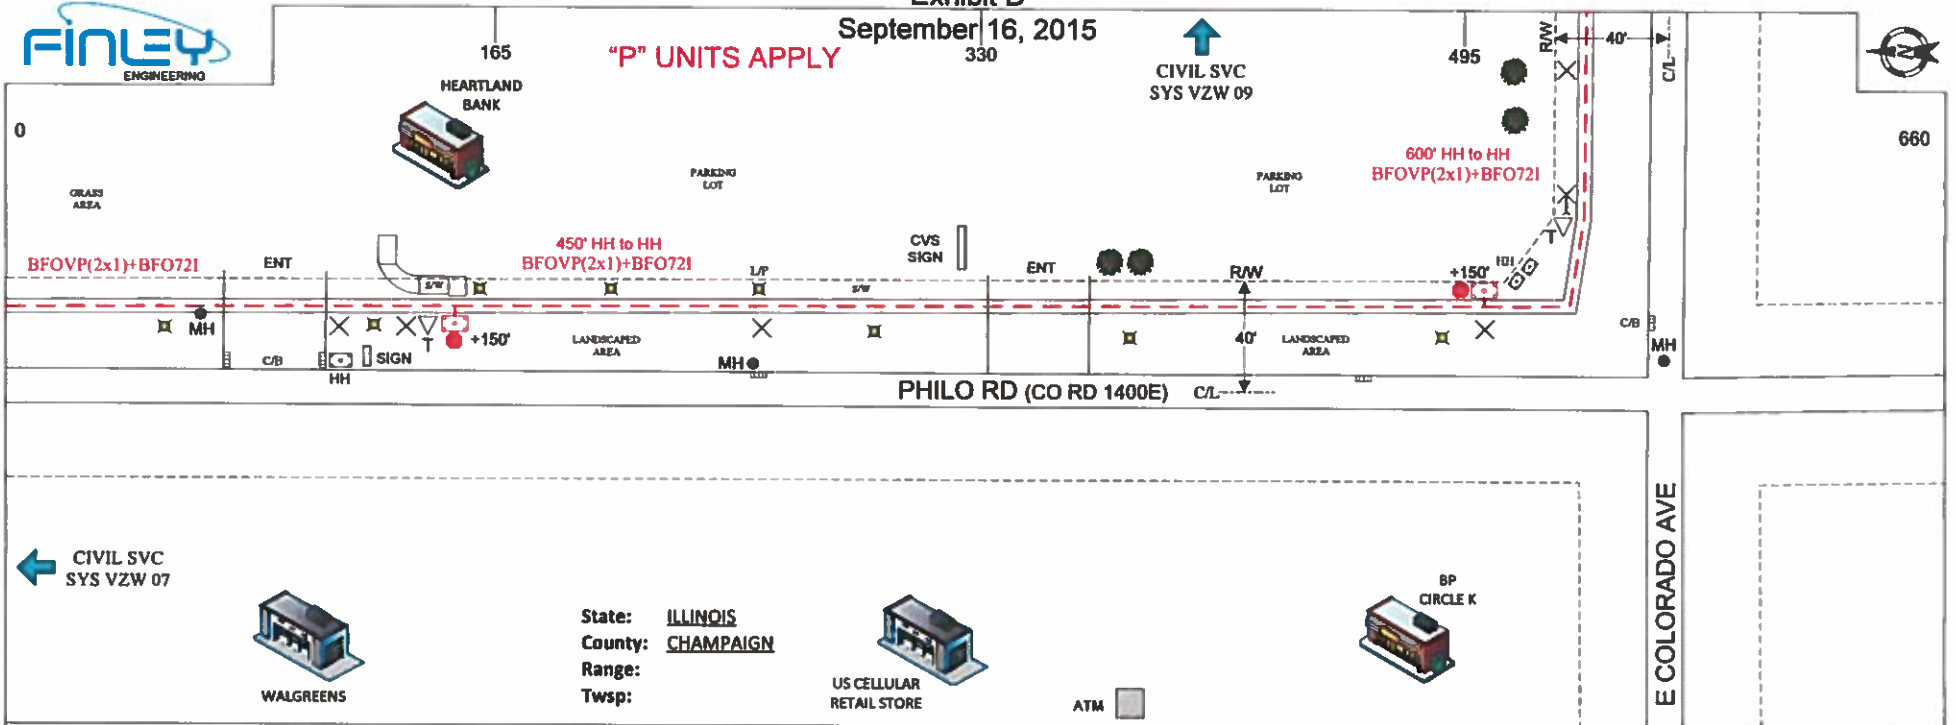 Exhibit B
FINLEY
ENGINEERING
September 16, 2015
165
"P" UNITS APPLY
330
495
R/W
40'
C/L
N
HEARTLAND
BANK
CIVIL SVC
SYS VZW 09
0
660
600' HH to HH
BFOVP(2x1)+BFO72I
GRASS
AREA
PARKING
LOT
PARKING
LOT
BFOVP(2x1)+BFO72I
ENT
450' HH to HH
BFOVP(2x1)+BFO72I
CVS
SIGN
L/P
ENT
R/W
+150'
HH
T
S/W
S/W
MH
T
+150'
LANDSCAPED
AREA
40'
LANDSCAPED
AREA
C/B
MH
C/B
SIGN
HH
MH
PHILO RD (CO RD 1400E)
C/L
E COLORADO AVE
CIVIL SVC
SYS VZW 07
WALGREENS
State: ILLINOIS
County: CHAMPAIGN
Range:
Twsp:
US CELLULAR
RETAIL STORE
ATM
BP
CIRCLE K